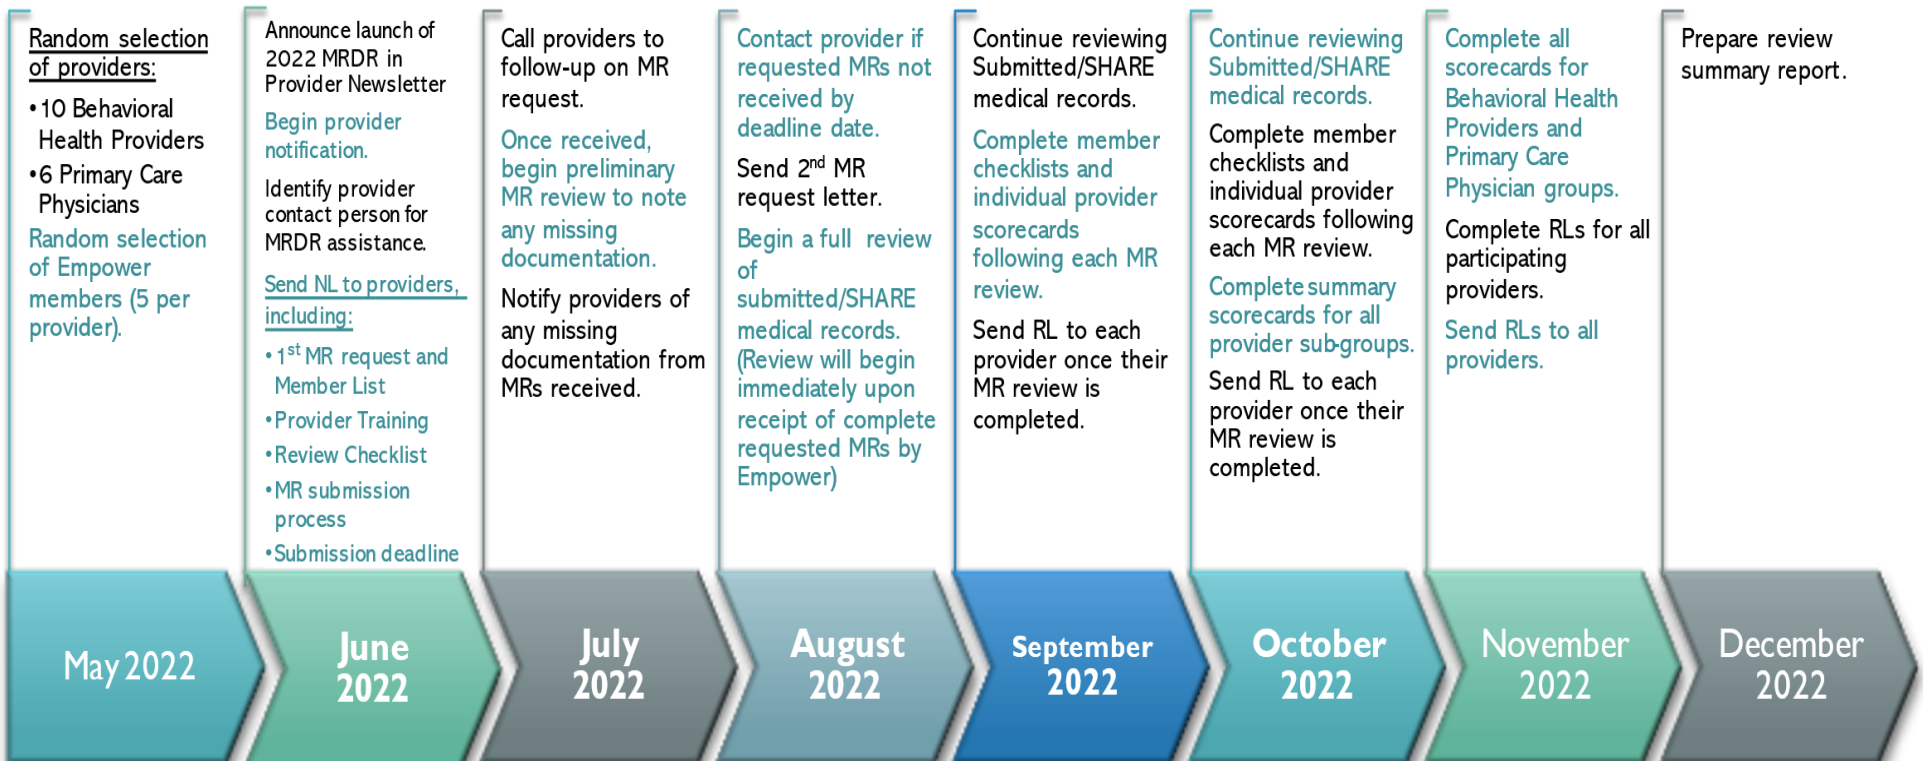 Random selection
of providers:
•10 Behavioral
Health Providers
•6 Primary Care
Physicians
Random selection
of Empower
members (5 per
provider).
Announce launch of
2022 MRDR in
Provider Newsletter
Begin provider
notification.
Identify provider
contact person for
MRDR assistance.
Send NL to providers,
including:
•1st MR request and
Member List
•Provider Training
•Review Checklist
•MR submission
process
•Submission deadline
Call providers to
follow-up on MR
request.
Once received,
begin preliminary
MR review to note
any missing
documentation.
Notify providers of
any missing
documentation from
MRs received.
Contact provider if
requested MRs not
received by
deadline date.
Send 2nd MR
request letter.
Begin a full review
of
submitted/SHARE
medical records.
(Review will begin
immediately upon
receipt of complete
requested MRs by
Empower)
Continue reviewing
Submitted/SHARE
medical records.
Complete member
checklists and
individual provider
scorecards
following each MR
review.
Send RL to each
provider once their
MR review is
completed.
Continue reviewing
Submitted/SHARE
medical records.
Complete member
checklists and
individual provider
scorecards following
each MR review.
Complete summary
scorecards for all
provider sub-groups.
Send RL to each
provider once their
MR review is
completed.
Complete all
scorecards for
Behavioral Health
Providers and
Primary Care
Physician groups.
Complete RLs for all
participating
providers.
Send RLs to all
providers.
Prepare review
summary report.
May 2022
June
2022
July
2022
August
2022
September
2022
October
2022
November
2022
December
2022